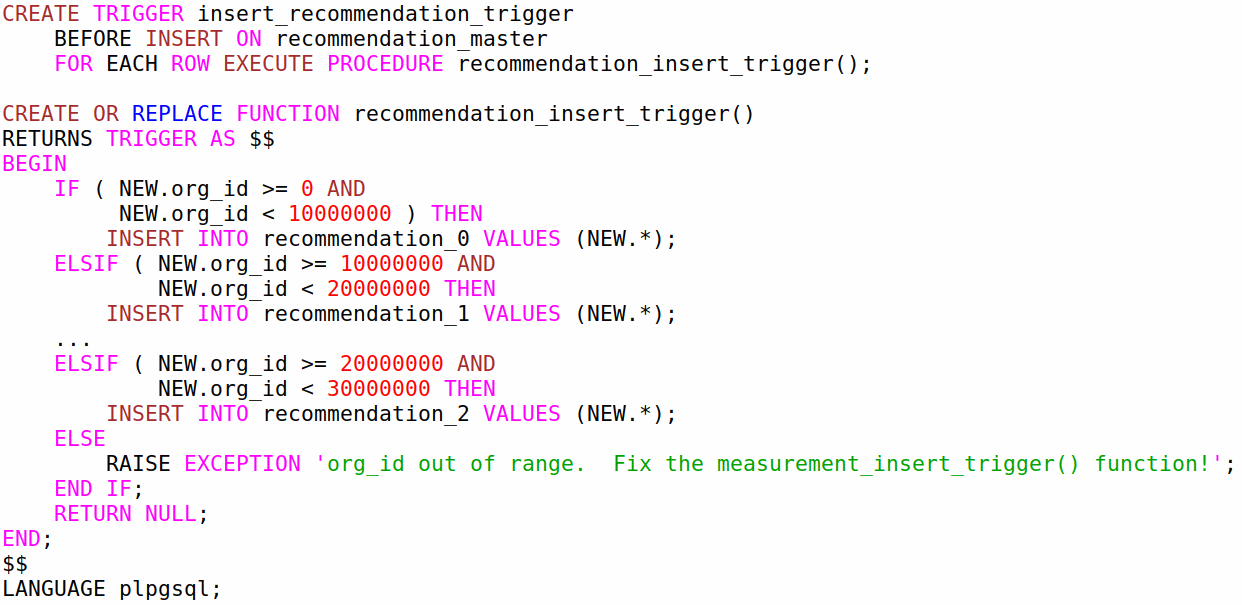 CREATE TRIGGER insert_recommendation_trigger
    BEFORE INSERT ON recommendation_master
    FOR EACH ROW EXECUTE PROCEDURE recommendation_insert_trigger();

CREATE OR REPLACE FUNCTION recommendation_insert_trigger()
RETURNS TRIGGER AS $$
BEGIN
    IF ( NEW.org_id >= 0 AND
         NEW.org_id < 10000000 ) THEN
        INSERT INTO recommendation_0 VALUES (NEW.*);
    ELSIF ( NEW.org_id >= 10000000 AND
            NEW.org_id < 20000000 THEN
        INSERT INTO recommendation_1 VALUES (NEW.*);
    ...
    ELSIF ( NEW.org_id >= 20000000 AND
            NEW.org_id < 30000000 THEN
        INSERT INTO recommendation_2 VALUES (NEW.*);
    ELSE
        RAISE EXCEPTION 'org_id out of range.  Fix the measurement_insert_trigger() function!';
    END IF;
    RETURN NULL;
END;
$$
LANGUAGE plpgsql;